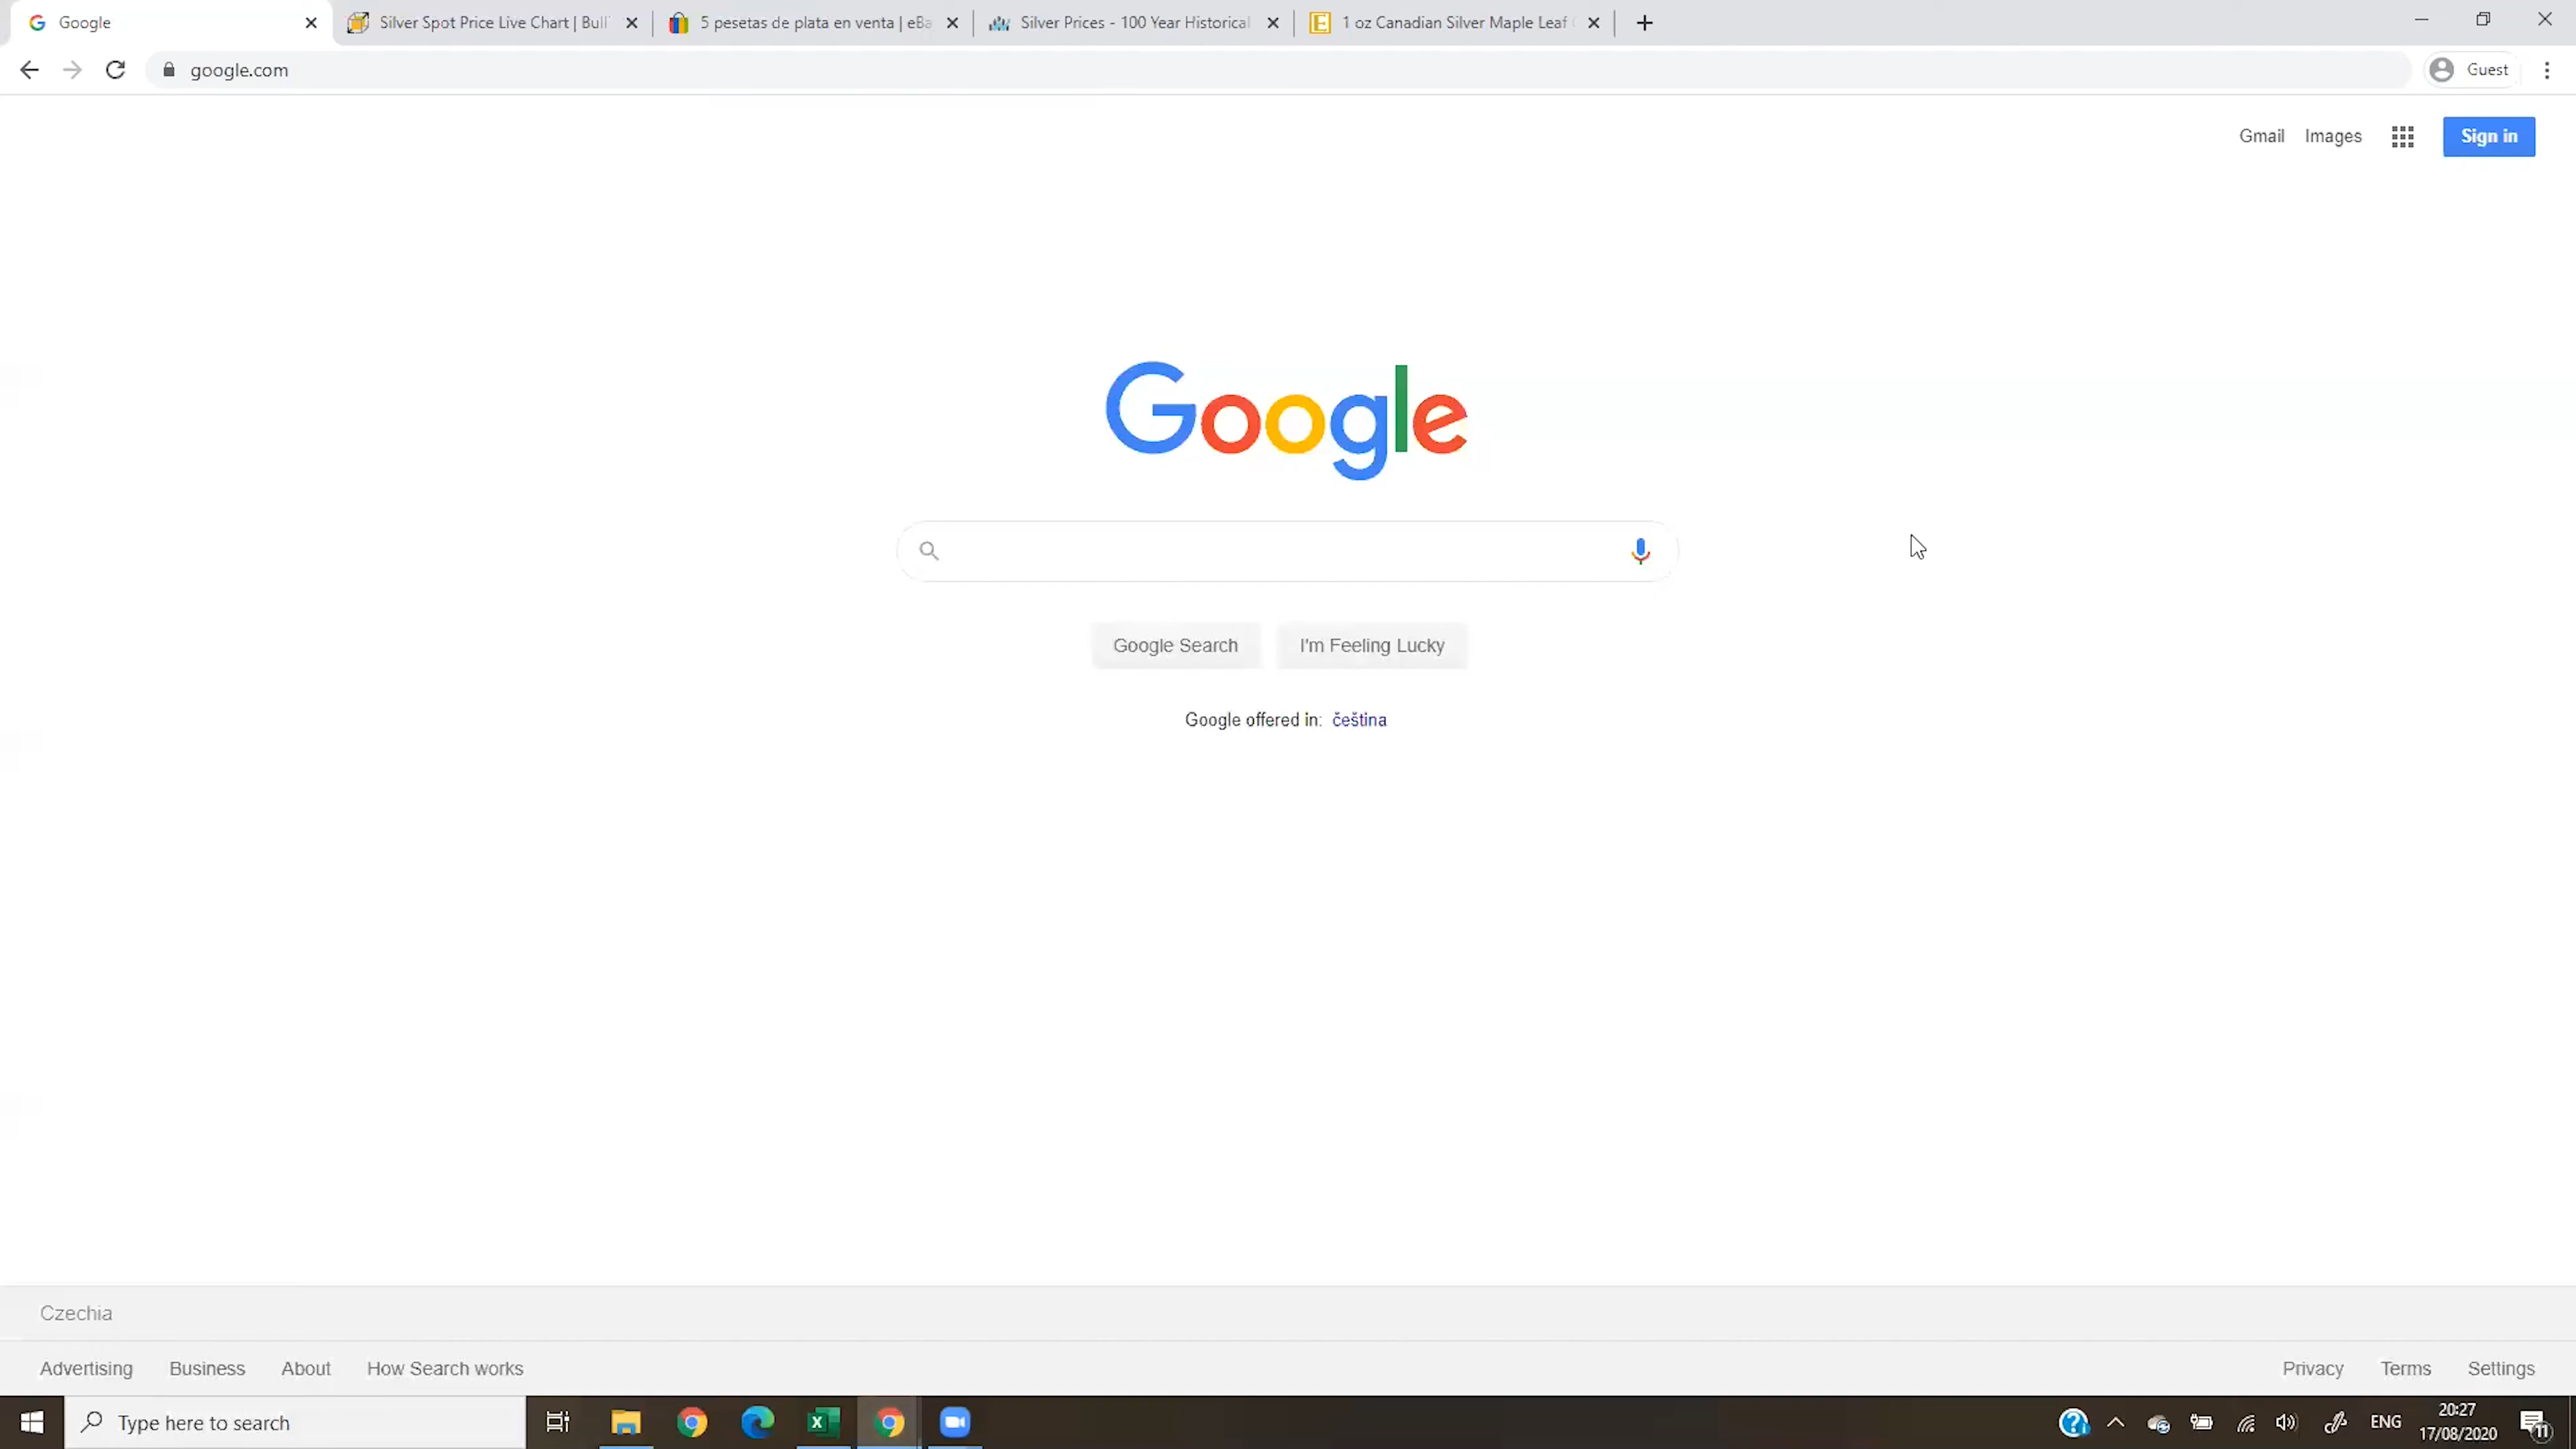 Google
Silver Spot Price Live Chart | Bull
5 pesetas de plata en venta | eBa
Silver Prices - 100 Year Historical
1 oz Canadian Silver Maple Leaf
google.com
Guest
Gmail
Images
Sign in
Google
Google Search
I'm Feeling Lucky
Google offered in: čeština
Czechia
Advertising
Business
About
How Search works
Privacy
Terms
Settings
Type here to search
ENG
20:27
17/08/2020
11